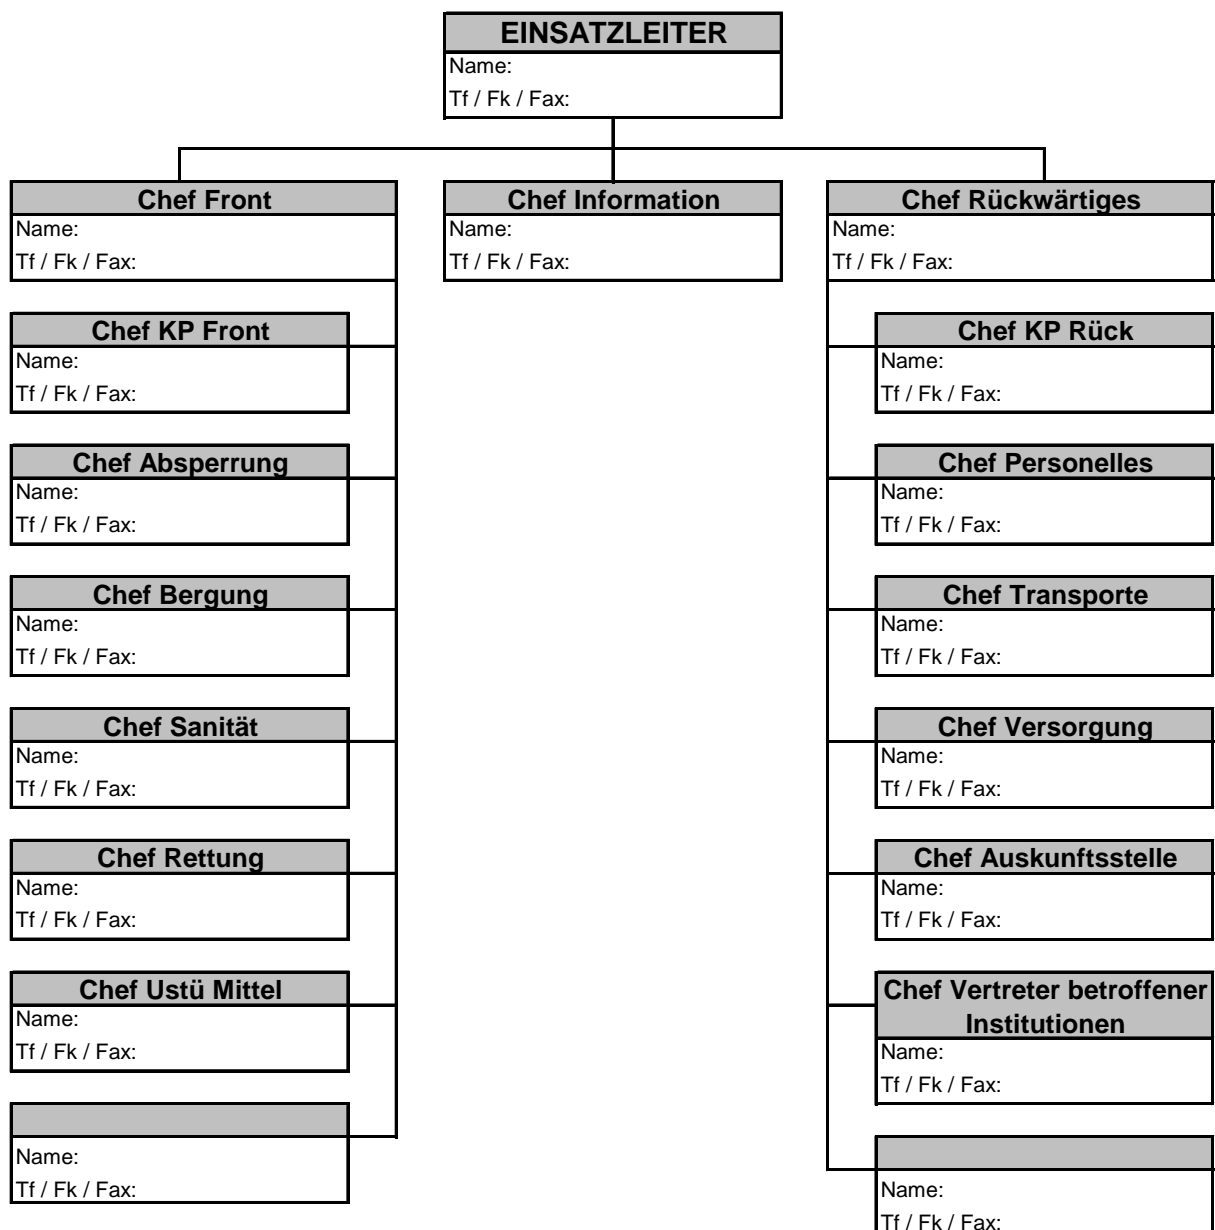 EINSATZLEITER
Name:
Tf / Fk / Fax:
Chef Front
Name:
Tf / Fk / Fax:
Chef Information
Name:
Tf / Fk / Fax:
Chef Rückwärtiges
Name:
Tf / Fk / Fax:
Chef KP Front
Name:
Tf / Fk / Fax:
Chef Absperrung
Name:
Tf / Fk / Fax:
Chef Bergung
Name:
Tf / Fk / Fax:
Chef Sanität
Name:
Tf / Fk / Fax:
Chef Rettung
Name:
Tf / Fk / Fax:
Chef Ustü Mittel
Name:
Tf / Fk / Fax:
Name:
Tf / Fk / Fax:
Chef KP Rück
Name:
Tf / Fk / Fax:
Chef Personelles
Name:
Tf / Fk / Fax:
Chef Transporte
Name:
Tf / Fk / Fax:
Chef Versorgung
Name:
Tf / Fk / Fax:
Chef Auskunftsstelle
Name:
Tf / Fk / Fax:
Chef Vertreter betroffener
Institutionen
Name:
Tf / Fk / Fax:
Name:
Tf / Fk / Fax: